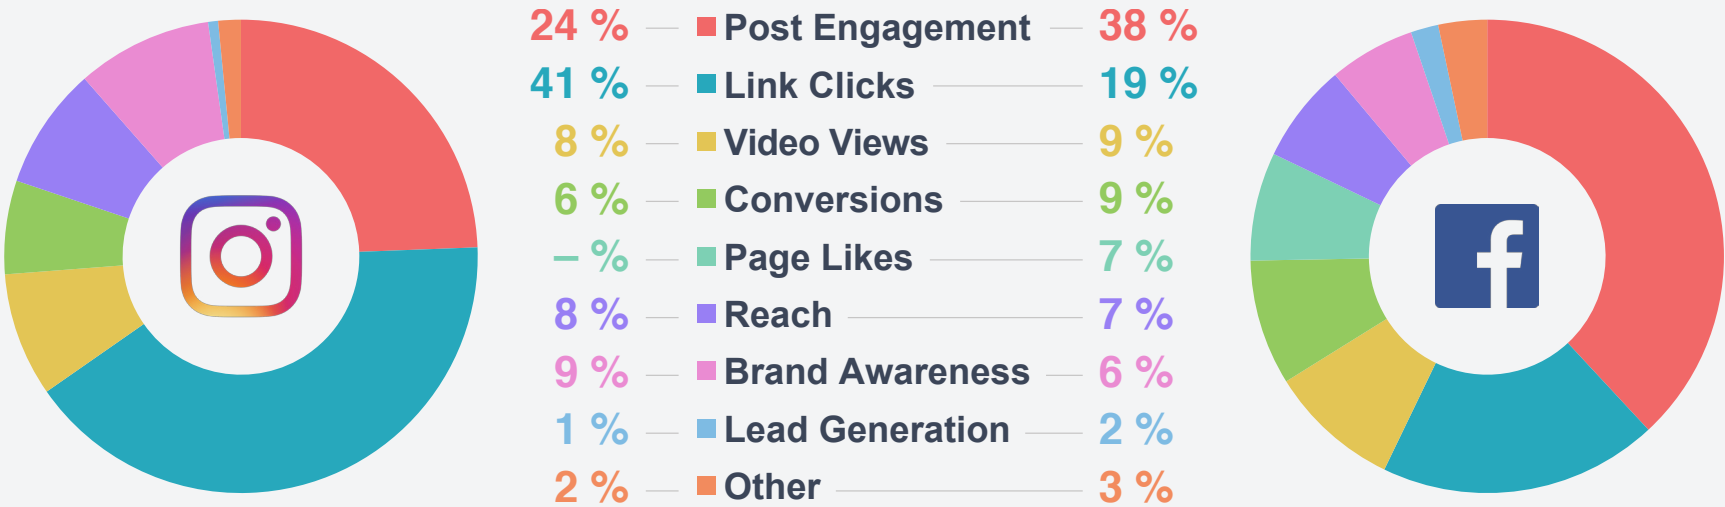 24 % Post Engagement 38 %
41 % Link Clicks 19 %
8 % Video Views 9 %
6 % Conversions 9 %
– % Page Likes 7 %
8 % Reach 7 %
9 % Brand Awareness 6 %
1 % Lead Generation 2 %
2 % Other 3 %